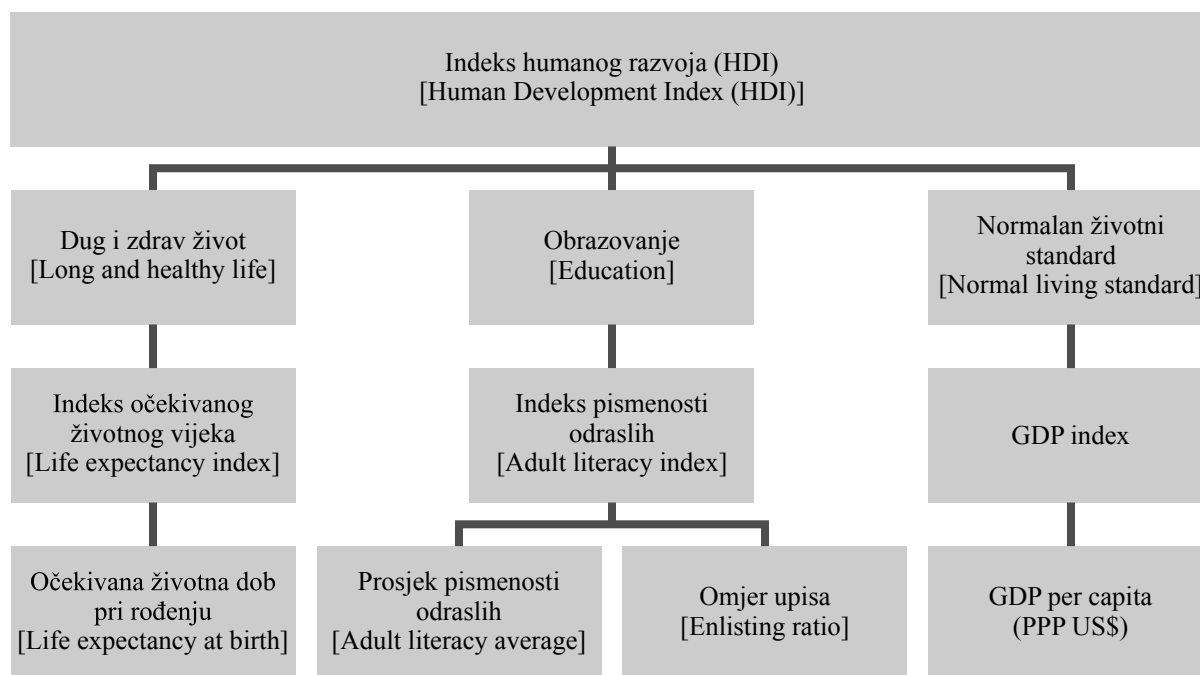 Indeks humanog razvoja (HDI)
[Human Development Index (HDI)]
Dug i zdrav život
[Long and healthy life]
Obrazovanje
[Education]
Normalan životni
standard
[Normal living standard]
Indeks očekivanog
životnog vijeka
[Life expectancy index]
Indeks pismenosti
odraslih
[Adult literacy index]
GDP index
Očekivana životna dob
pri rođenju
[Life expectancy at birth]
Prosjek pismenosti
odraslih
[Adult literacy average]
Omjer upisa
[Enlisting ratio]
GDP per capita
(PPP US$)